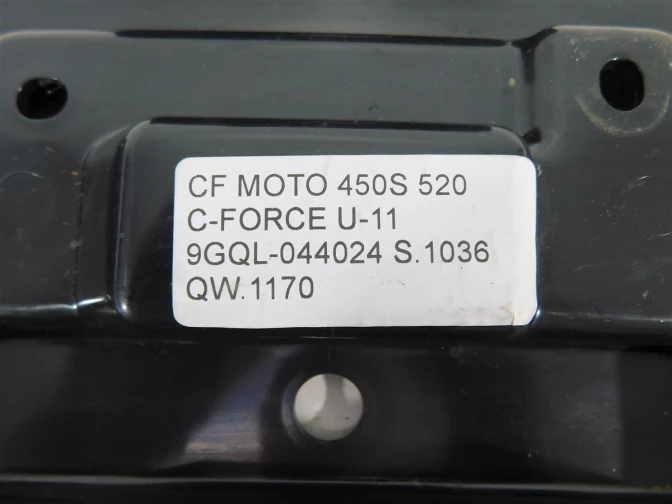 CF MOTO 450S 520
C-FORCE U-11
9GQL-044024 S.1036
QW.1170